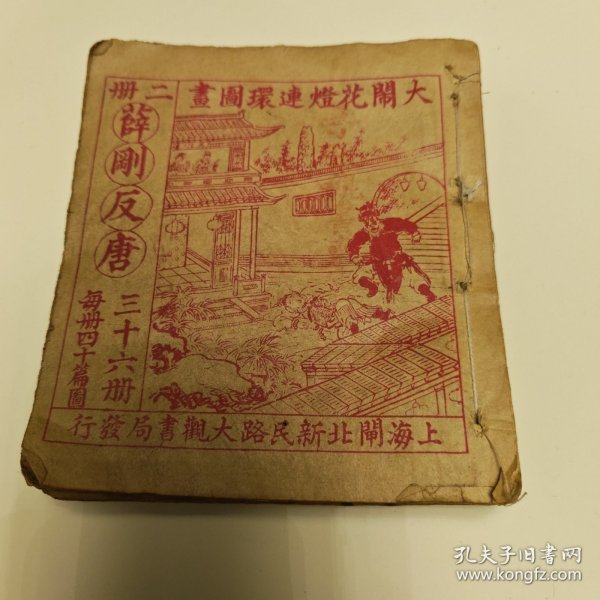 大鬧花燈連環圖畫
二冊
薛剛反唐
三十六冊
每冊四十篇圖
上海閘北新民路大觀書局發行
孔夫子旧书网
www.kongfz.com